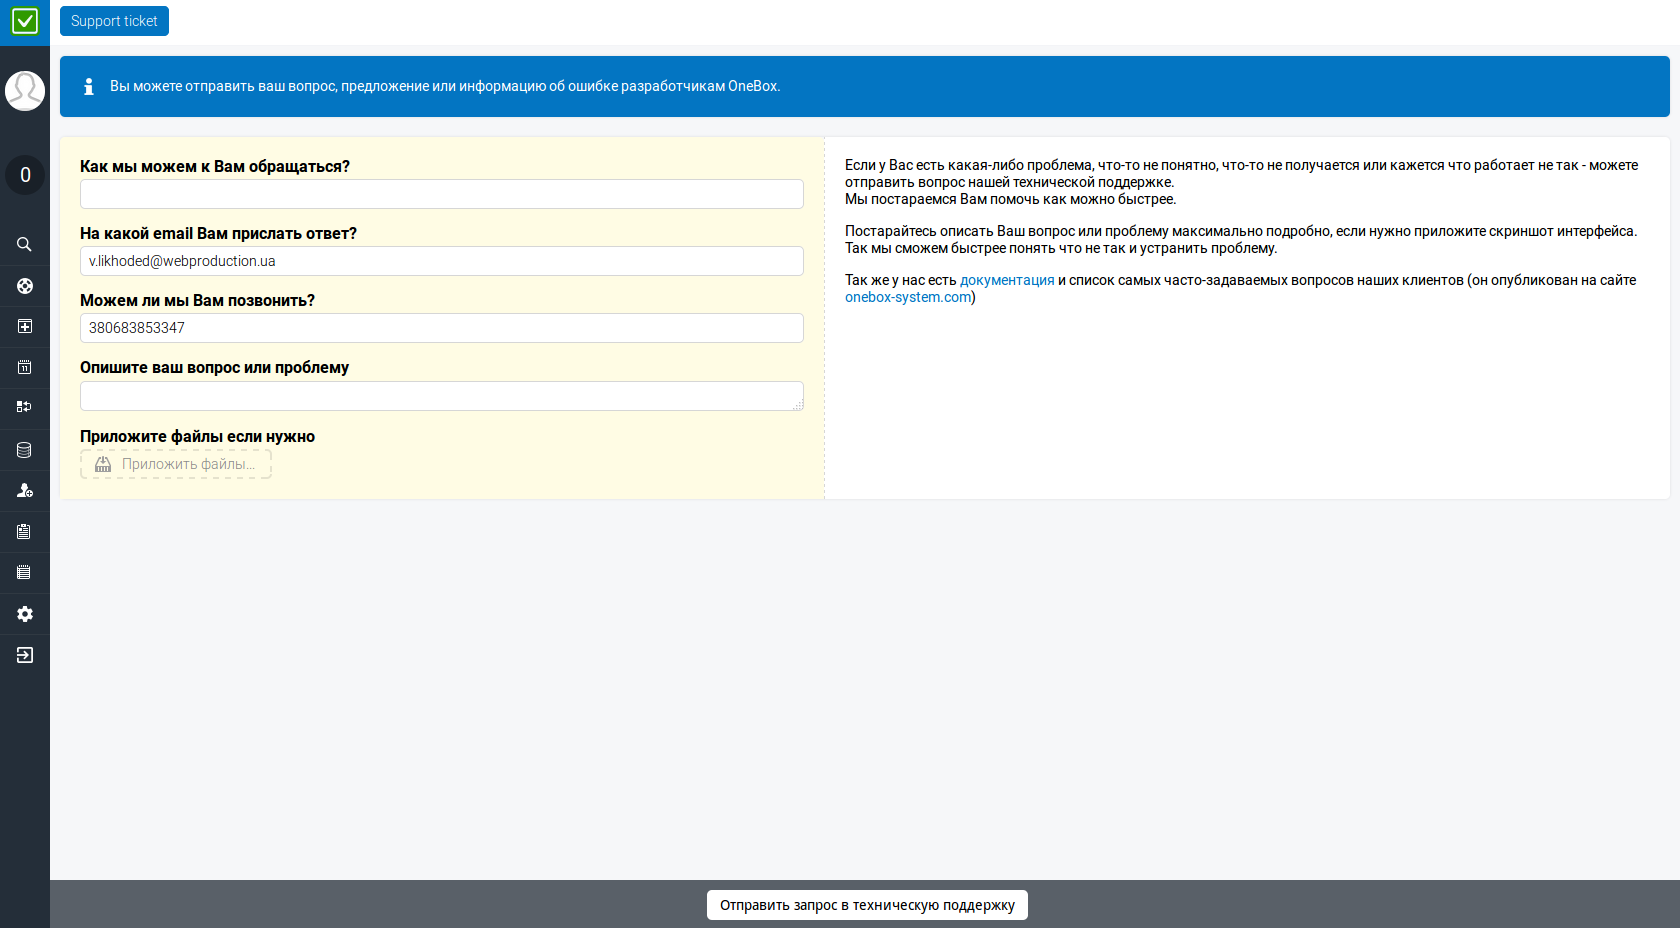 Support ticket
Вы можете отправить ваш вопрос, предложение или информацию об ошибке разработчикам OneBox.
0
11
Как мы можем к Вам обращаться?
На какой email Вам прислать ответ?
v.likhoded@webproduction.ua
Можем ли мы Вам позвонить?
380683853347
Опишите ваш вопрос или проблему
Приложите файлы если нужно
Приложить файлы...
Если у Вас есть какая-либо проблема, что-то не понятно, что-то не получается или кажется что работает не так - можете
отправить вопрос нашей технической поддержке.
Мы постараемся Вам помочь как можно быстрее.
Постарайтесь описать Ваш вопрос или проблему максимально подробно, если нужно приложите скриншот интерфейса.
Так мы сможем быстрее понять что не так и устранить проблему.
Так же у нас есть документация и список самых часто-задаваемых вопросов наших клиентов (он опубликован на сайте
onebox-system.com)
Отправить запрос в техническую поддержку